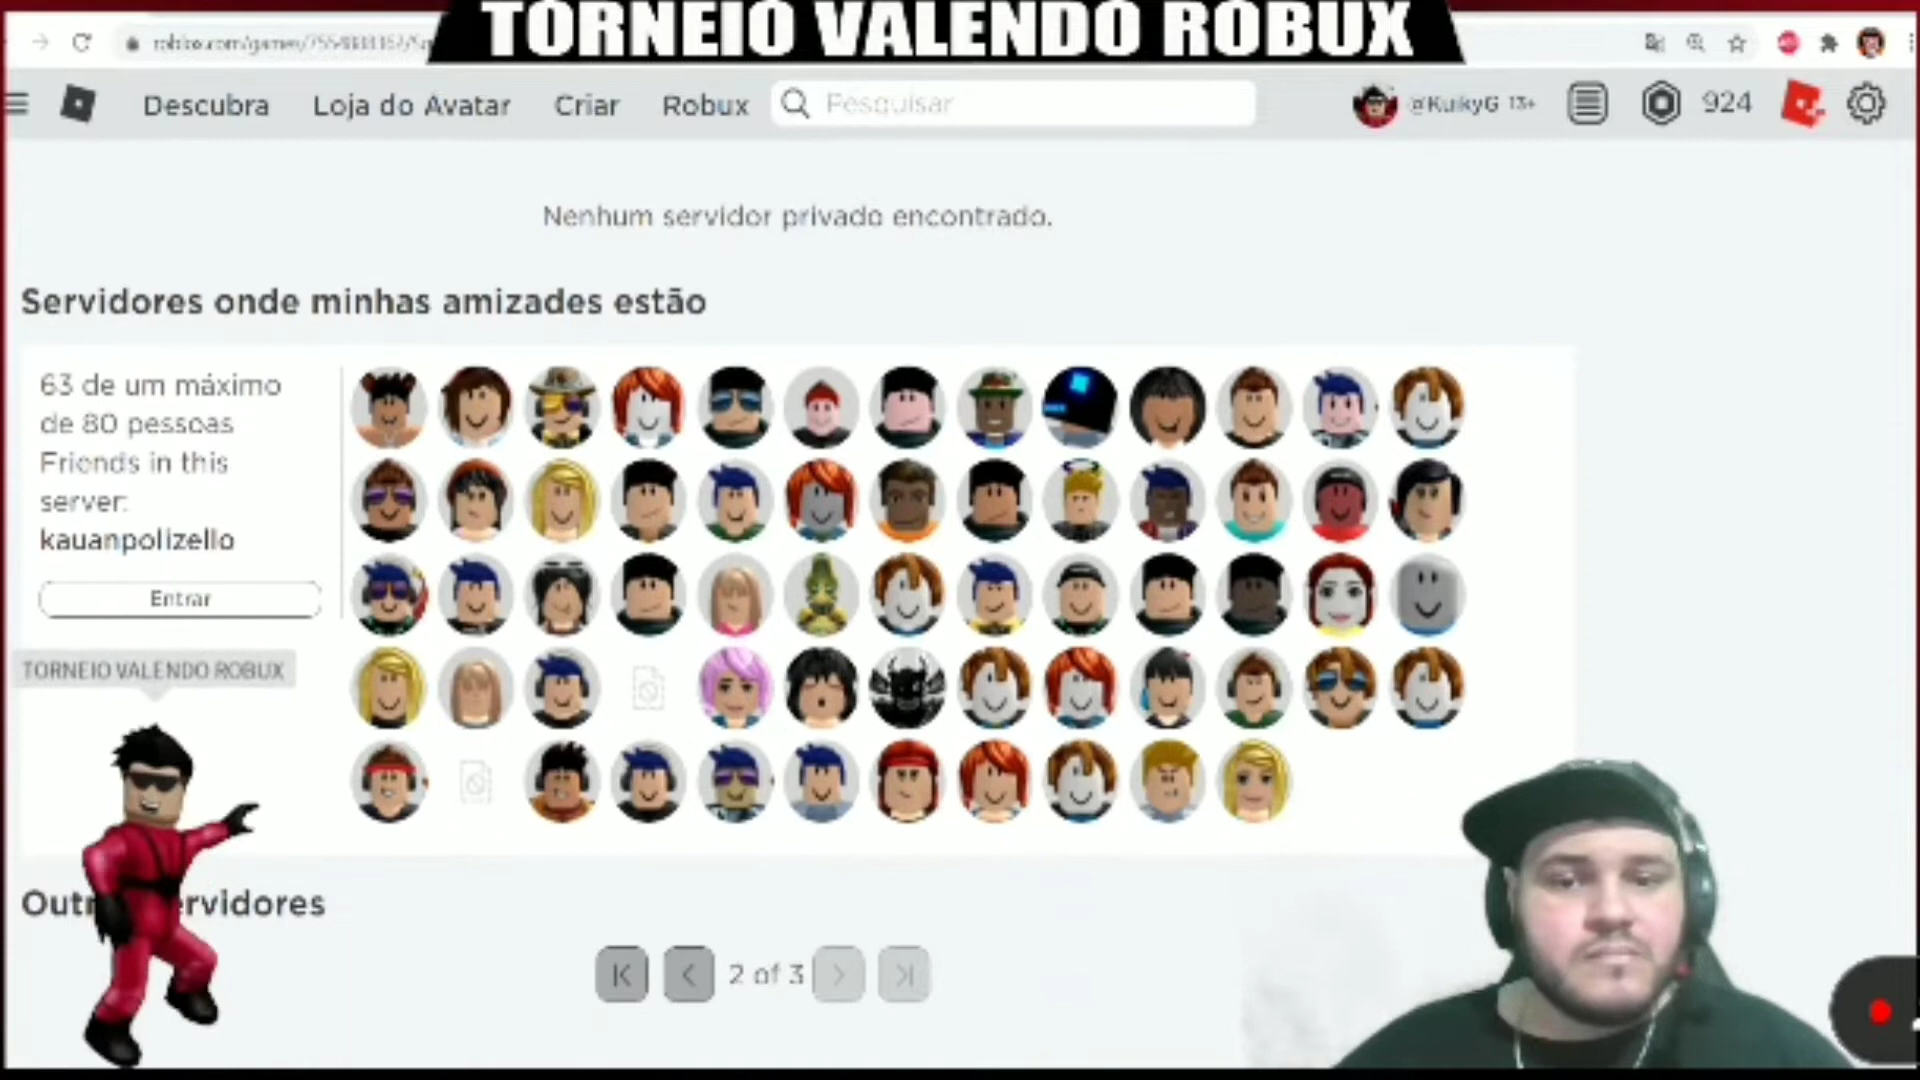 TORNEIO VALENDO ROBUX
Descubra Loja do Avatar Criar Robux Pesquisar @KuikyG 13+ 924
Nenhum servidor privado encontrado.
Servidores onde minhas amizades estão
63 de um máximo
de 80 pessoas
Friends in this
server:
kauanpolizello
Entrar
TORNEIO VALENDO ROBUX
2 of 3